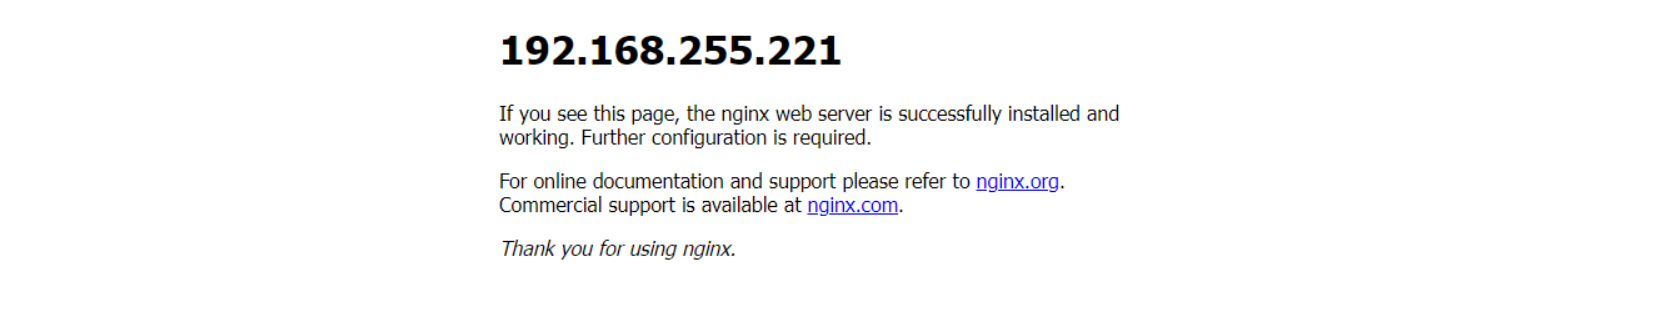 192.168.255.221
If you see this page, the nginx web server is successfully installed and
working. Further configuration is required.
For online documentation and support please refer to nginx.org.
Commercial support is available at nginx.com.
Thank you for using nginx.